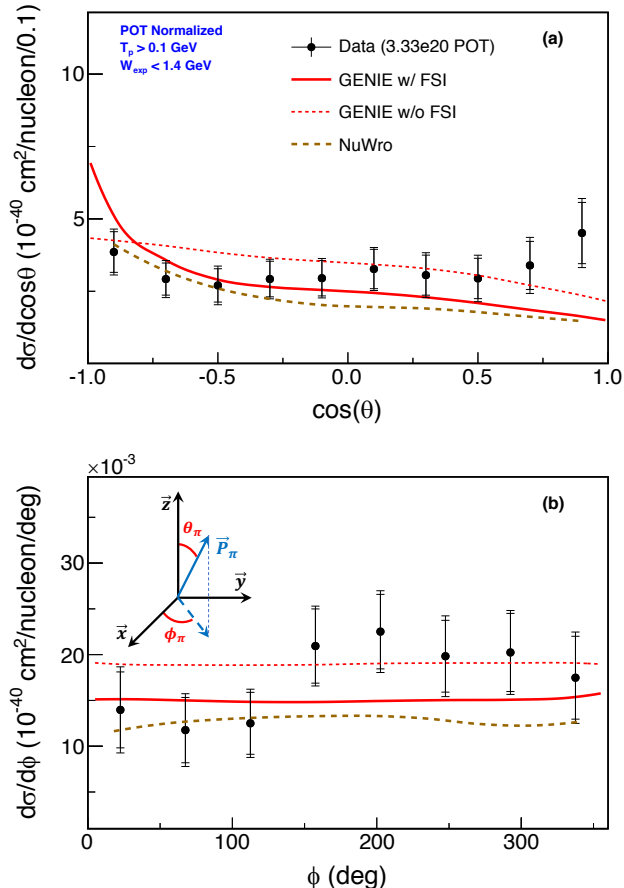 POT Normalized
T_p > 0.1 GeV
W_exp < 1.4 GeV
(a)
Data (3.33e20 POT)
GENIE w/ FSI
GENIE w/o FSI
NuWro
dσ/dcosθ (10^-40 cm^2/nucleon/0.1)
10
5
-1.0 -0.5 0.0 0.5 1.0
cos(θ)
×10^-3
(b)
z⃗
θ_π
P⃗_π
y⃗
x⃗
ϕ_π
dσ/dϕ (10^-40 cm^2/nucleon/deg)
30
20
10
0 100 200 300
ϕ (deg)